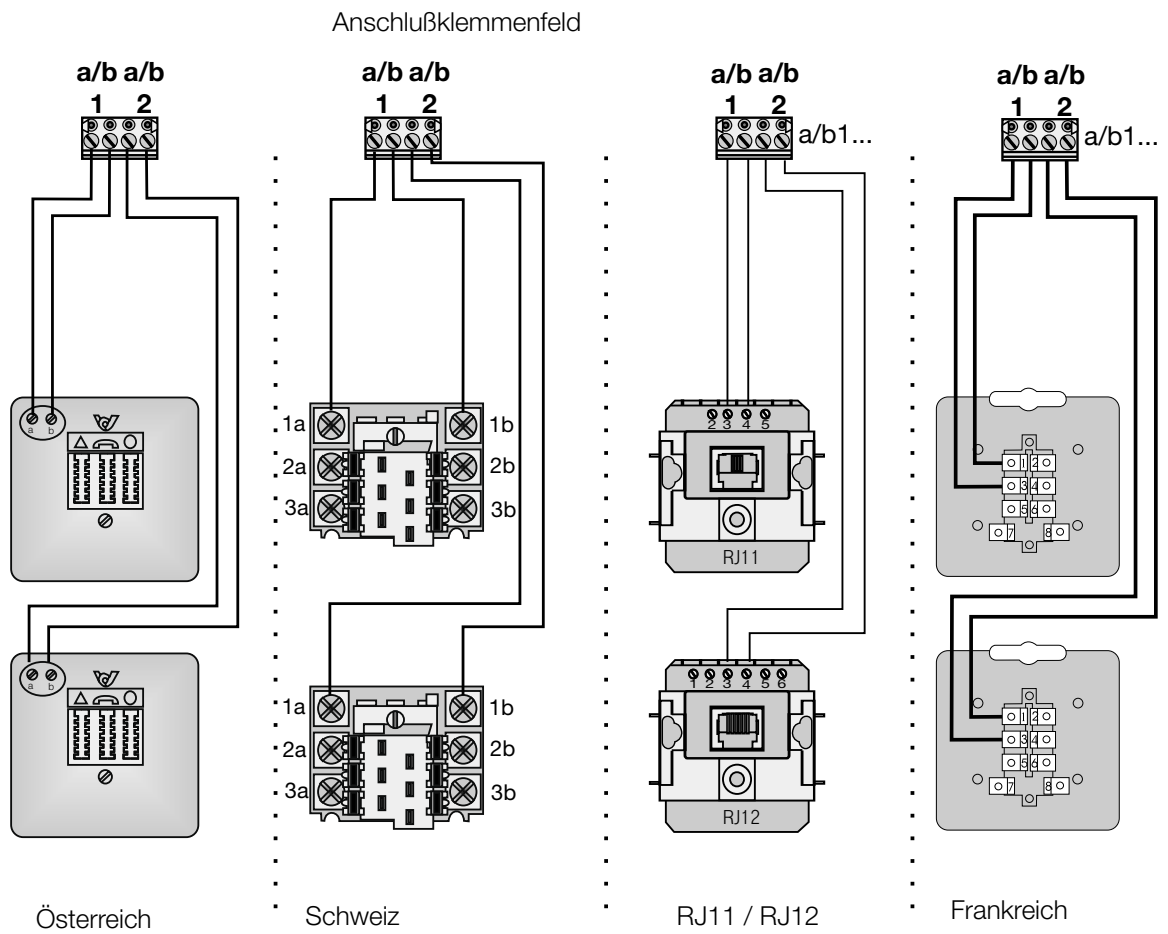 Anschlußklemmenfeld
a/b a/b
1 2
a/b a/b
1 2
a/b a/b
1 2
a/b1...
a/b a/b
1 2
a/b1...
a b
1a 1b
2a 2b
3a 3b
2 3 4 5
RJ11
1 2
3 4
5 6
7 8
a b
1a 1b
2a 2b
3a 3b
1 2 3 4 5 6
RJ12
1 2
3 4
5 6
7 8
Österreich
Schweiz
RJ11 / RJ12
Frankreich